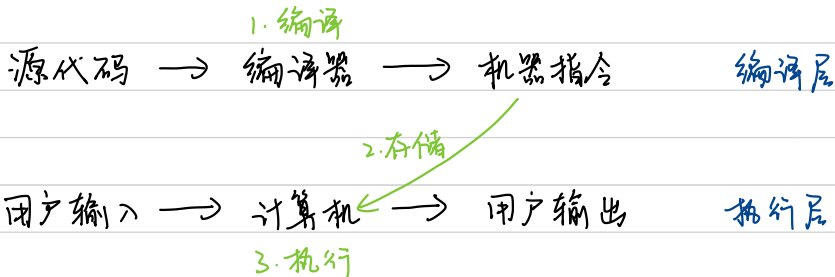 1.编译
源代码 → 编译器 → 机器指令 编译层
2.存储
用户输入 → 计算机 → 用户输出 执行层
3.执行